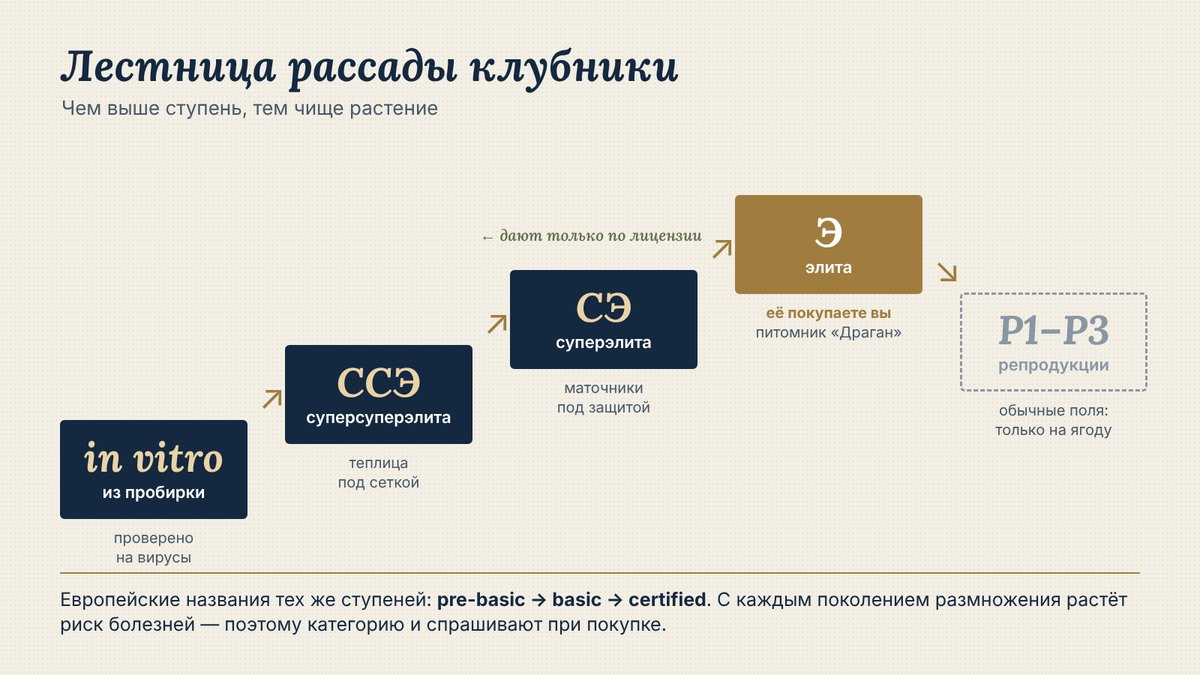 Лестница рассады клубники
Чем выше ступень, тем чище растение
in vitro
из пробирки
проверено
на вирусы
ССЭ
суперсуперэлита
теплица
под сеткой
← дают только по лицензии
СЭ
суперэлита
маточники
под защитой
Э
элита
её покупаете вы
питомник «Драган»
Р1–Р3
репродукции
обычные поля:
только на ягоду
Европейские названия тех же ступеней: pre-basic → basic → certified. С каждым поколением размножения растёт
риск болезней — поэтому категорию и спрашивают при покупке.